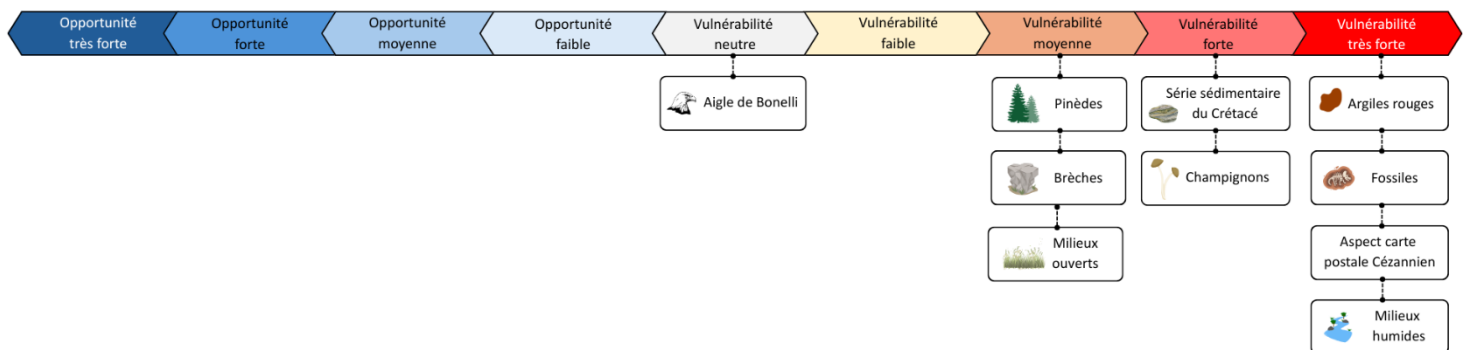 Opportunité
très forte
Opportunité
forte
Opportunité
moyenne
Opportunité
faible
Vulnérabilité
neutre
Vulnérabilité
faible
Vulnérabilité
moyenne
Vulnérabilité
forte
Vulnérabilité
très forte
Aigle de Bonelli
Pinèdes
Brèches
Milieux
ouverts
Série sédimentaire
du Crétacé
Champignons
Argiles rouges
Fossiles
Aspect carte
postale Cézannien
Milieux
humides